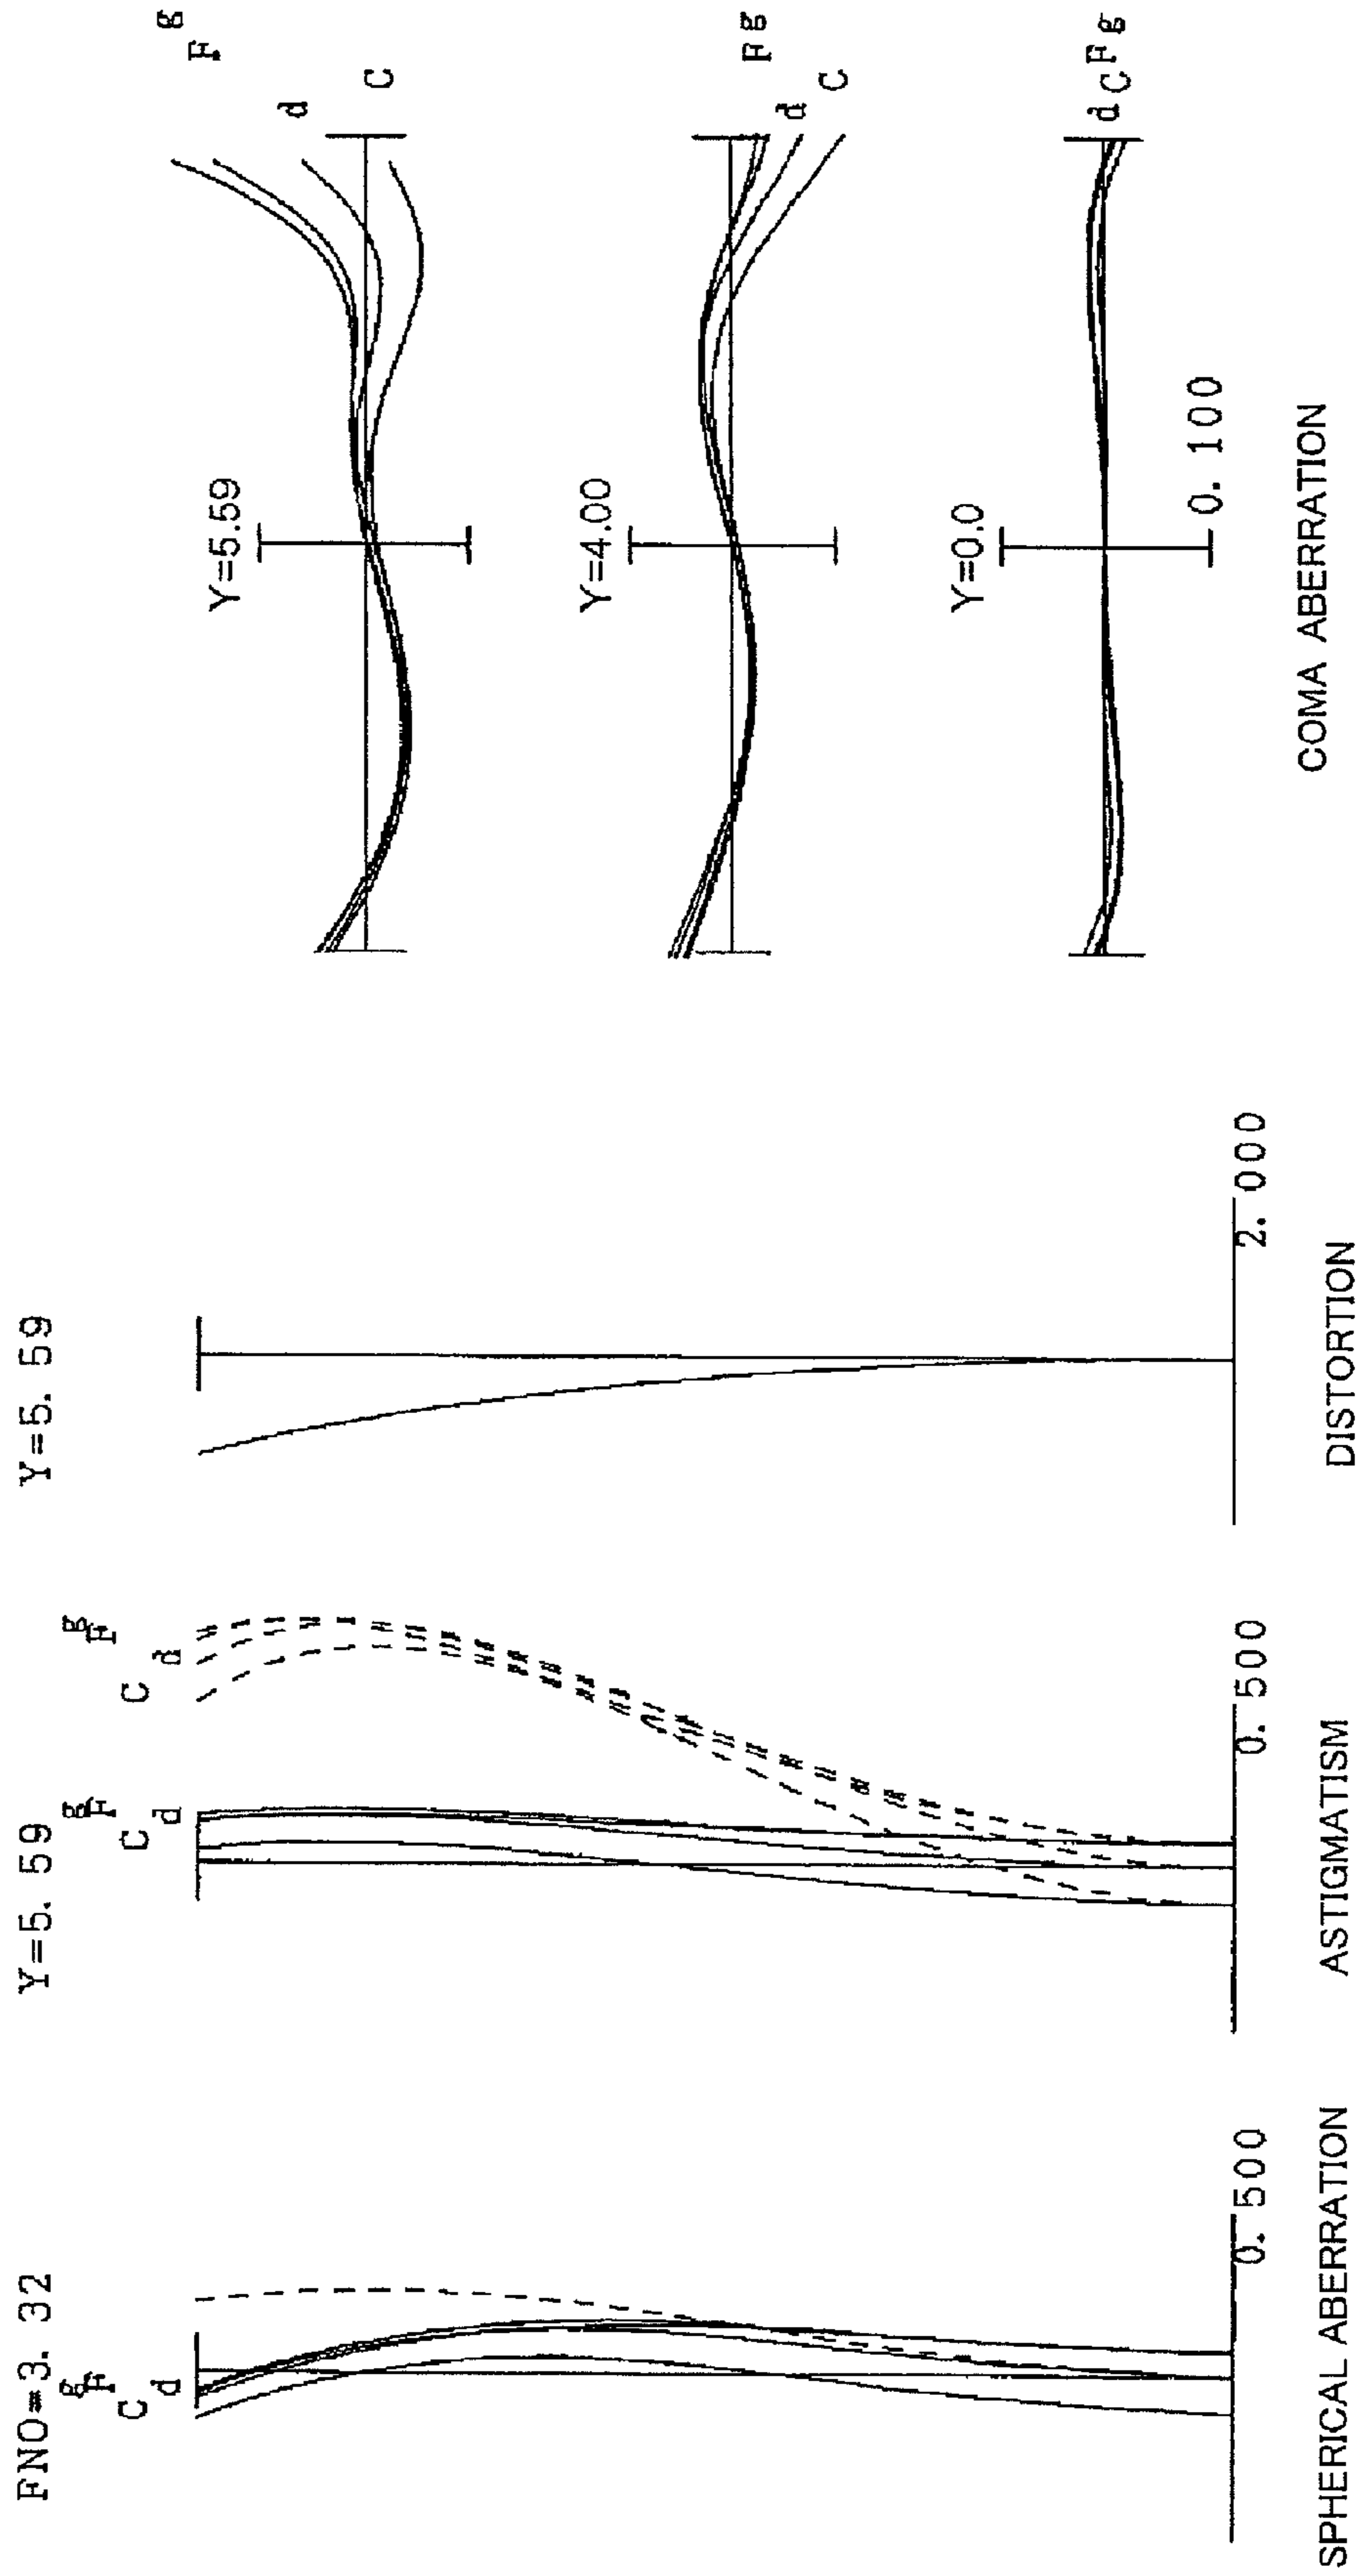 FNO=3. 32
g
F
C
d
0. 500
SPHERICAL ABERRATION
Y=5. 59
g
F
C
d
g
F
C
d
0. 500
ASTIGMATISM
Y=5. 59
2. 000
DISTORTION
Y=5.59
g
F
d
C
Y=4.00
F g
d
C
Y=0.0
d C F g
0. 100
COMA ABERRATION